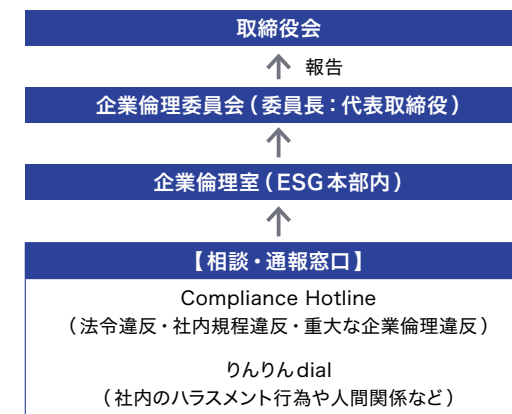 取締役会
報告
企業倫理委員会（委員長：代表取締役）
企業倫理室（ESG本部内）
【相談・通報窓口】
Compliance Hotline
（法令違反・社内規程違反・重大な企業倫理違反）
りんりんdial
（社内のハラスメント行為や人間関係など）